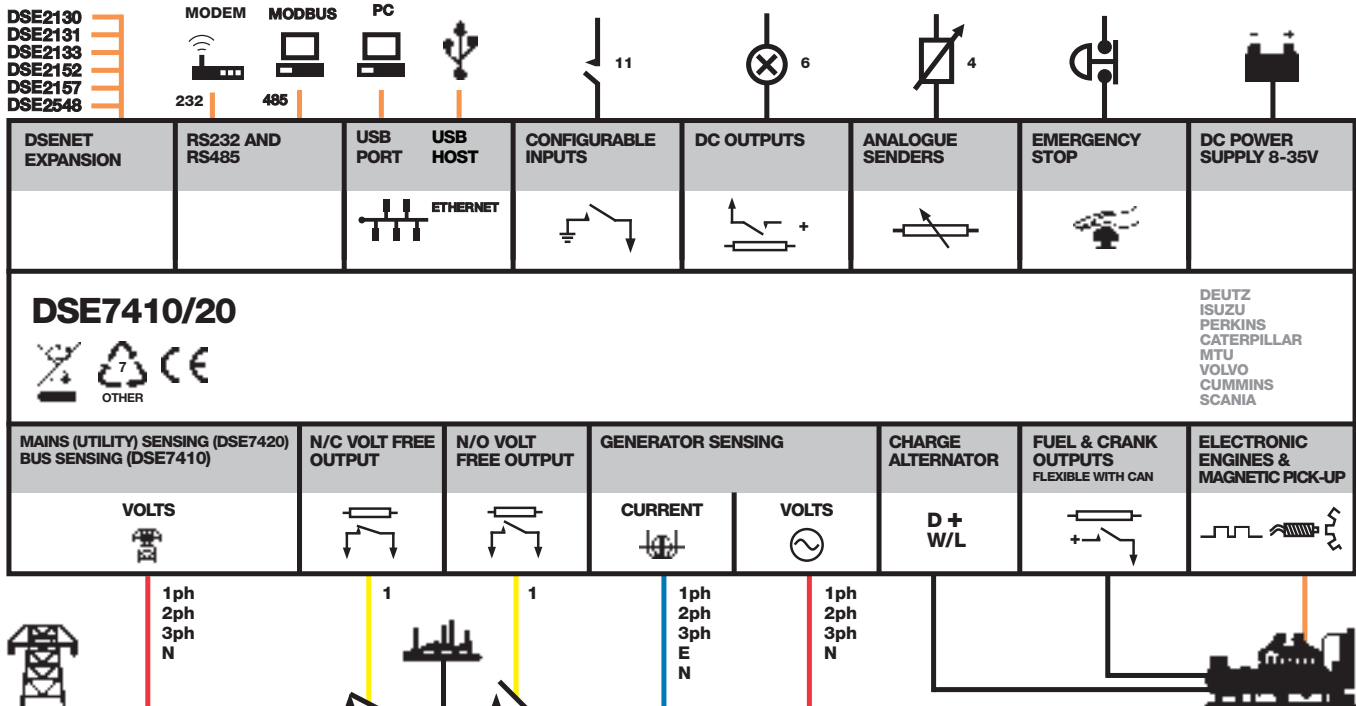 DSE2130
DSE2131
DSE2133
DSE2152
DSE2157
DSE2548
MODEM
MODBUS
PC
232
485
11
6
4
- +
DSENET
EXPANSION
RS232 AND
RS485
USB
PORT
USB
HOST
CONFIGURABLE
INPUTS
DC OUTPUTS
ANALOGUE
SENDERS
EMERGENCY
STOP
DC POWER
SUPPLY 8-35V
ETHERNET
+
DSE7410/20
7
OTHER
CE
DEUTZ
ISUZU
PERKINS
CATERPILLAR
MTU
VOLVO
CUMMINS
SCANIA
MAINS (UTILITY) SENSING (DSE7420)
BUS SENSING (DSE7410)
N/C VOLT FREE
OUTPUT
N/O VOLT
FREE OUTPUT
GENERATOR SENSING
CHARGE
ALTERNATOR
FUEL & CRANK
OUTPUTS
FLEXIBLE WITH CAN
ELECTRONIC
ENGINES &
MAGNETIC PICK-UP
VOLTS
CURRENT
VOLTS
D +
W/L
+
1ph
2ph
3ph
N
1
1
1ph
2ph
3ph
E
N
1ph
2ph
3ph
N